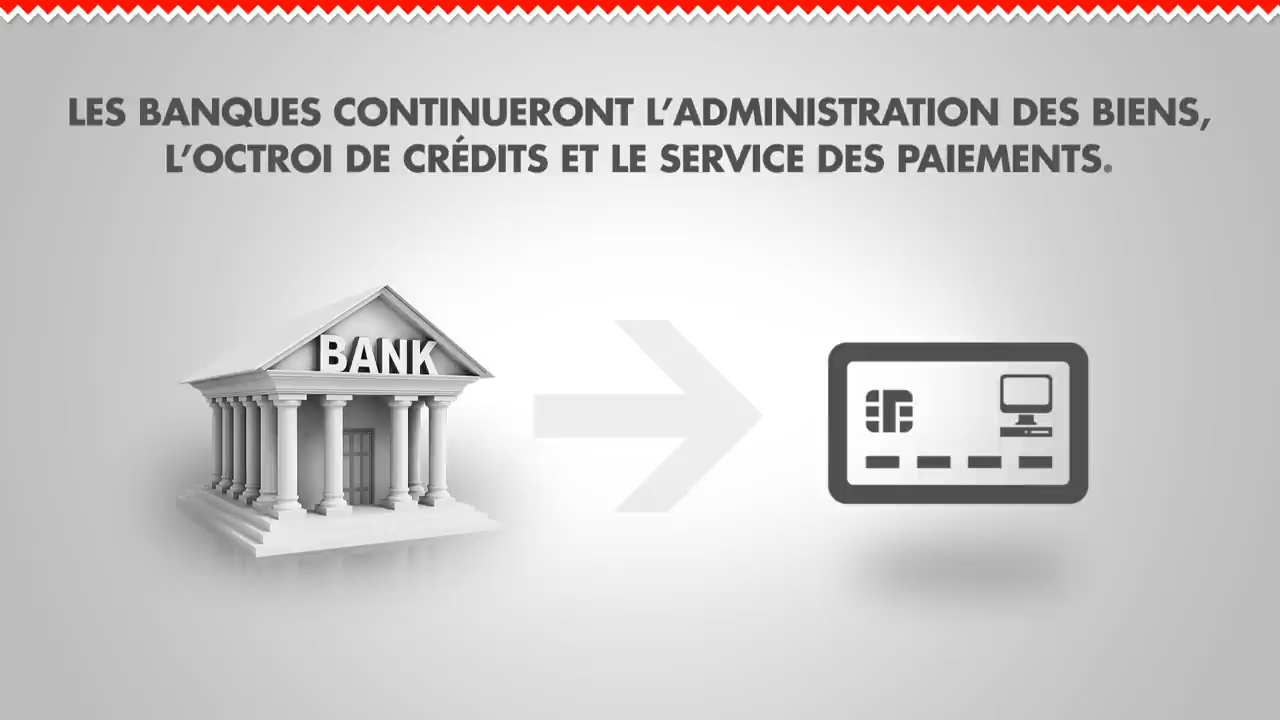 LES BANQUES CONTINUERONT L'ADMINISTRATION DES BIENS,
L'OCTROI DE CRÉDITS ET LE SERVICE DES PAIEMENTS.
BANK